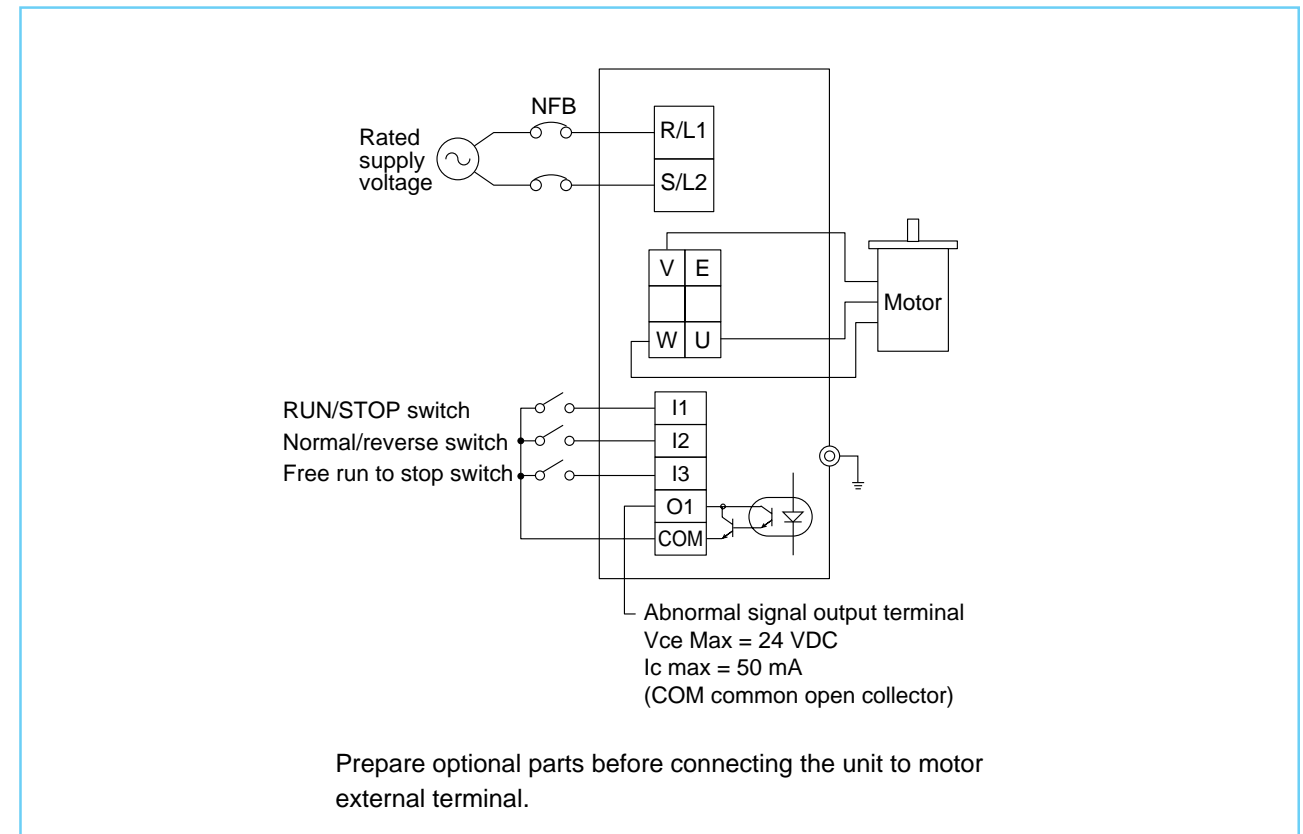 NFB
Rated
supply
voltage
R/L1
S/L2
V E
W U
Motor
RUN/STOP switch
Normal/reverse switch
Free run to stop switch
I1
I2
I3
O1
COM
Abnormal signal output terminal
Vce Max = 24 VDC
Ic max = 50 mA
(COM common open collector)
Prepare optional parts before connecting the unit to motor
external terminal.